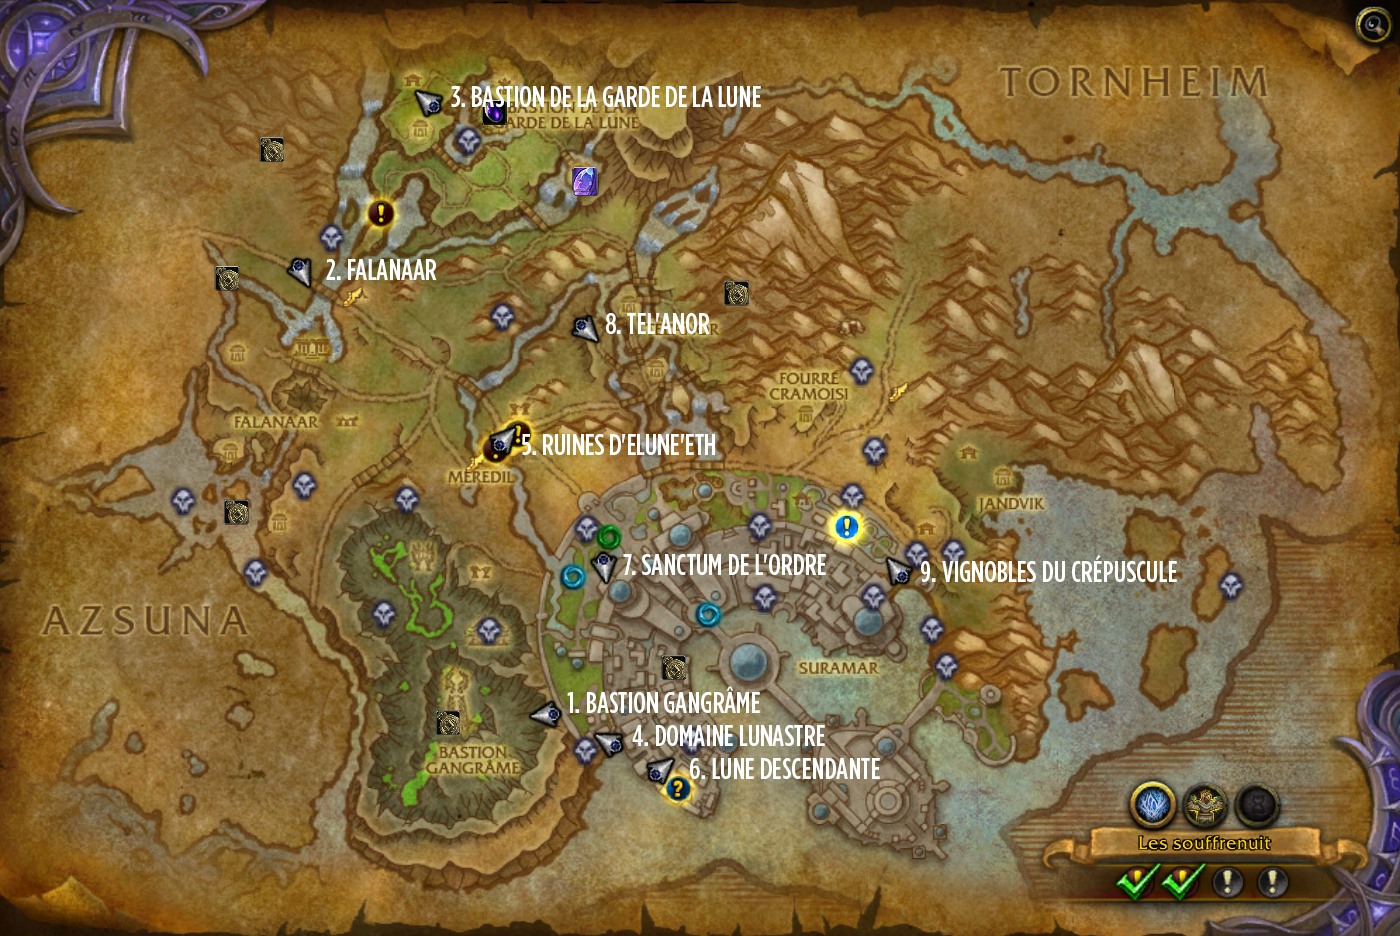 TORNHEIM
3. BASTION DE LA GARDE DE LA LUNE
GARDE DE LA LUNE
2. FALANAAR
8. TEL'ANOR
FOURRÉ
CRAMOISI
FALANAAR
5. RUINES D'ELUNE'ETH
MÉREDIL
JANDVIK
7. SANCTUM DE L'ORDRE
9. VIGNOBLES DU CRÉPUSCULE
AZSUNA
SURAMAR
1. BASTION GANGRÂME
4. DOMAINE LUNASTRE
BASTION
GANGRÂME
6. LUNE DESCENDANTE
Les souffrenuit